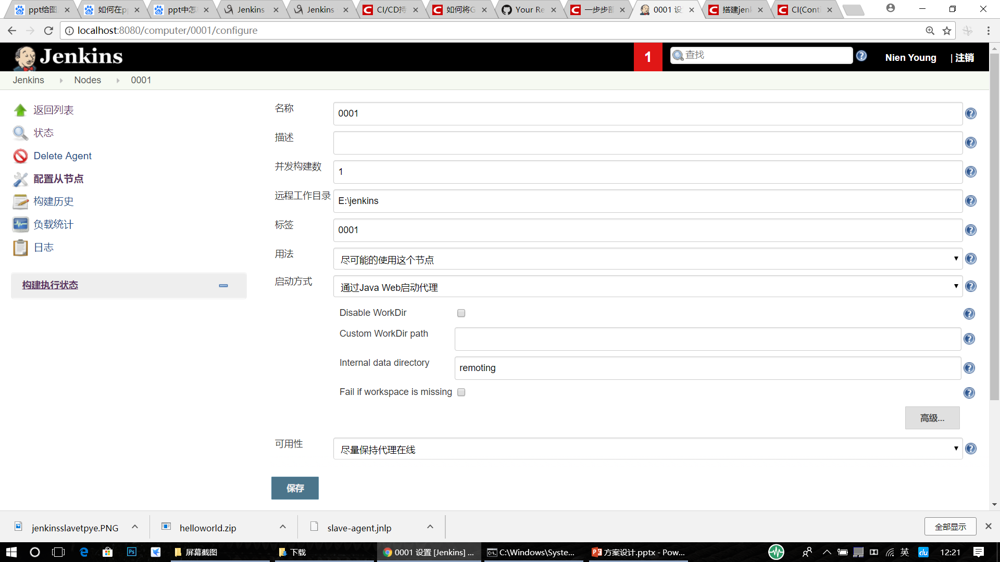 ppt给图
如何在p
ppt中怎
Jenkins
Jenkins
CI/CD持
如何将G
Your Re
一步步部
0001 设
搭建jenk
CI(Conti
localhost:8080/computer/0001/configure
Jenkins
1
查找
Nien Young
| 注销
Jenkins
Nodes
0001
返回列表
状态
Delete Agent
配置从节点
构建历史
负载统计
日志
构建执行状态
名称
0001
描述
并发构建数
1
远程工作目录
E:\jenkins
标签
0001
用法
尽可能的使用这个节点
启动方式
通过Java Web启动代理
Disable WorkDir
Custom WorkDir path
Internal data directory
remoting
Fail if workspace is missing
高级...
可用性
尽量保持代理在线
保存
jenkinsslavetpye.PNG
helloworld.zip
slave-agent.jnlp
全部显示
屏幕截图
下载
0001 设置 [Jenkins] ...
C:\Windows\Syste...
方案设计.pptx - Pow...
英
du
12:21